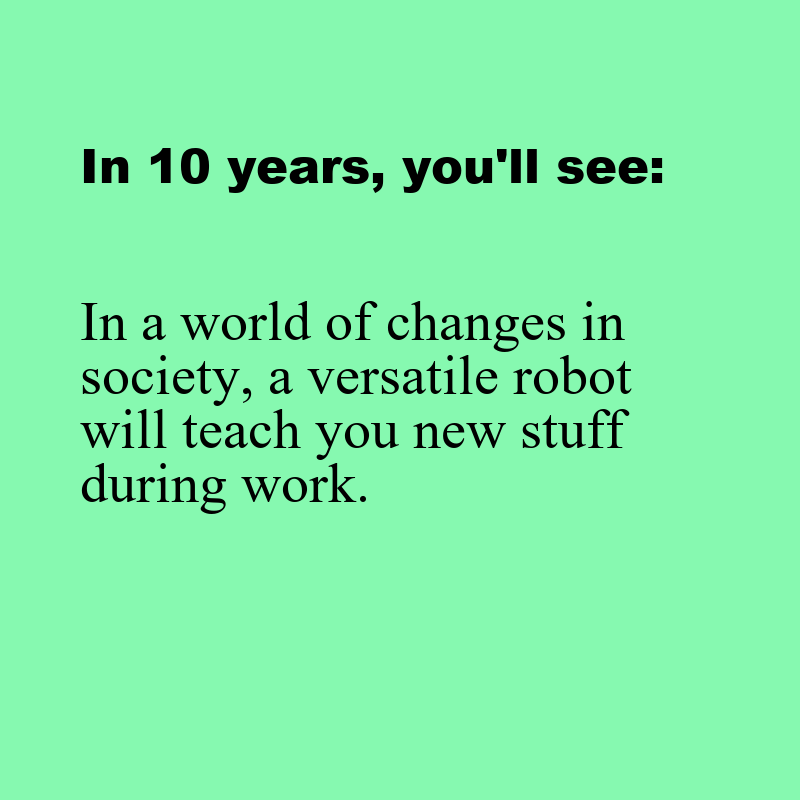 In 10 years, you'll see:
In a world of changes in
society, a versatile robot
will teach you new stuff
during work.